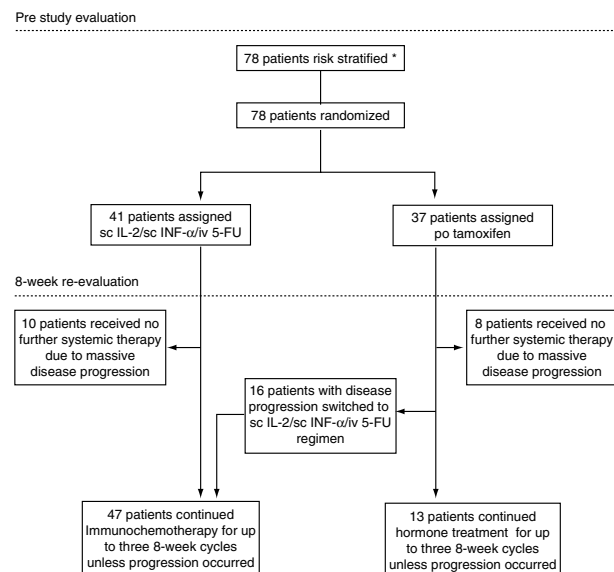 Pre study evaluation
78 patients risk stratified *
78 patients randomized
41 patients assigned
sc IL-2/sc INF-α/iv 5-FU
37 patients assigned
po tamoxifen
8-week re-evaluation
10 patients received no
further systemic therapy
due to massive
disease progression
8 patients received no
further systemic therapy
due to massive
disease progression
16 patients with disease
progression switched to
sc IL-2/sc INF-α/iv 5-FU
regimen
47 patients continued
Immunochemotherapy for up
to three 8-week cycles
unless progression occurred
13 patients continued
hormone treatment for up
to three 8-week cycles
unless progression occurred